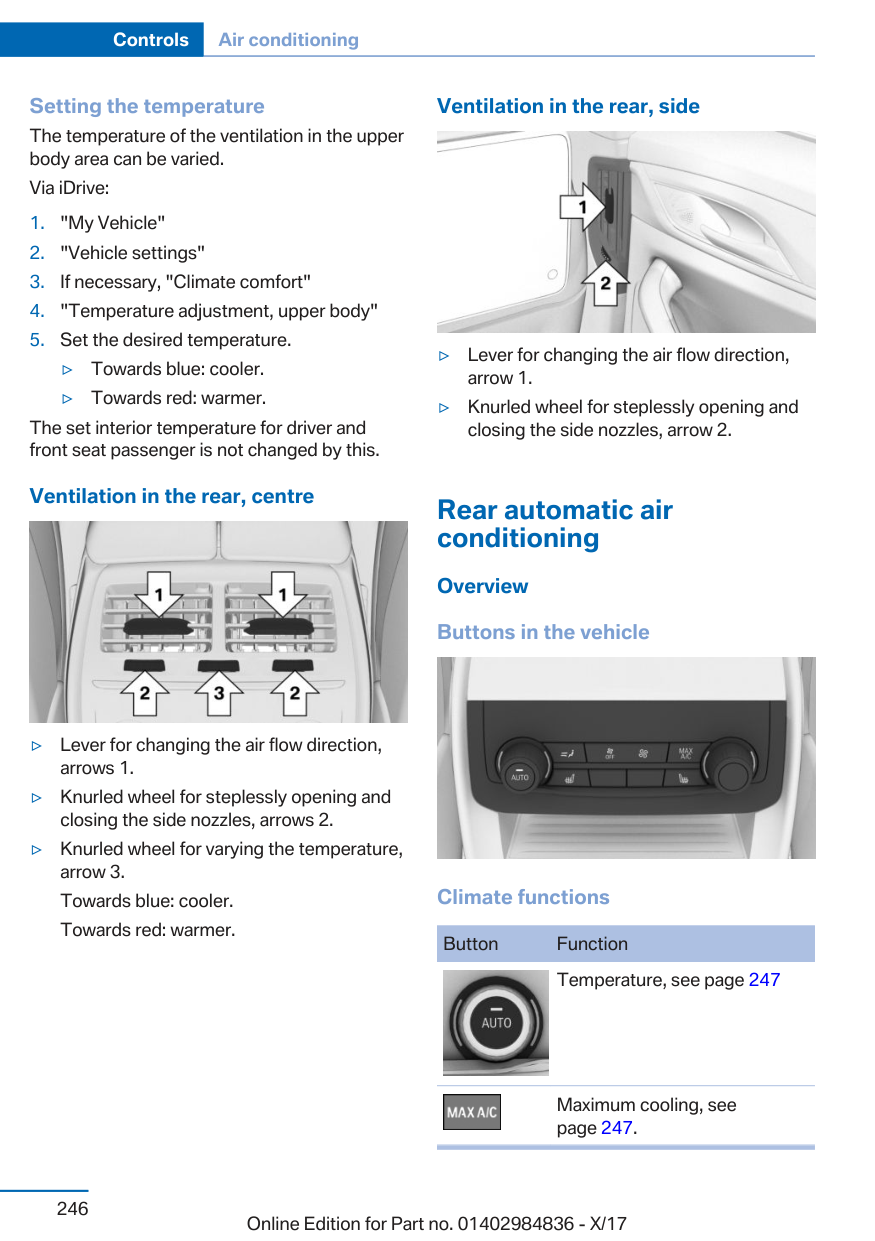 Controls Air conditioning
Setting the temperature
The temperature of the ventilation in the upper
body area can be varied.
Via iDrive:
1. "My Vehicle"
2. "Vehicle settings"
3. If necessary, "Climate comfort"
4. "Temperature adjustment, upper body"
5. Set the desired temperature.
▷ Towards blue: cooler.
▷ Towards red: warmer.
The set interior temperature for driver and
front seat passenger is not changed by this.
Ventilation in the rear, centre
1 1
2 3 2
▷ Lever for changing the air flow direction,
arrows 1.
▷ Knurled wheel for steplessly opening and
closing the side nozzles, arrows 2.
▷ Knurled wheel for varying the temperature,
arrow 3.
Towards blue: cooler.
Towards red: warmer.
Ventilation in the rear, side
1
2
▷ Lever for changing the air flow direction,
arrow 1.
▷ Knurled wheel for steplessly opening and
closing the side nozzles, arrow 2.
Rear automatic air
conditioning
Overview
Buttons in the vehicle
AUTO OFF MAX
A/C
Climate functions
Button Function
AUTO Temperature, see page 247
MAX A/C Maximum cooling, see
page 247.
246
Online Edition for Part no. 01402984836 - X/17